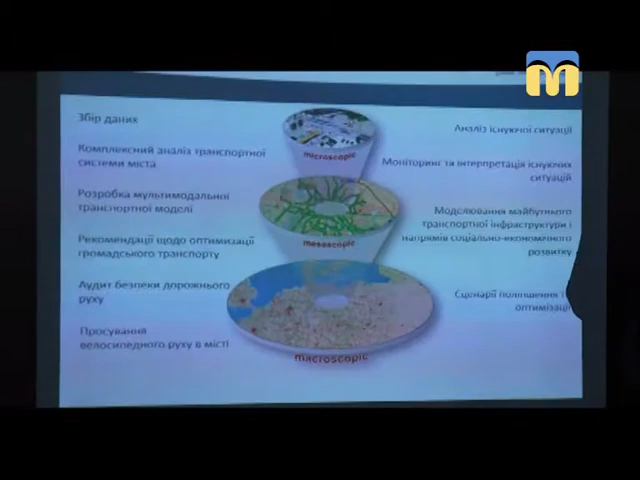 Збір даних
Комплексний аналіз транспортної
системи міста
Розробка мультимодальної
транспортної моделі
Рекомендації щодо оптимізації
громадського транспорту
Аудит безпеки дорожнього
руху
Просування
велосипедного руху в місті
microscopic
mesoscopic
macroscopic
Аналіз існуючої ситуації
Моніторинг та інтерпретація існуючих
ситуацій
Моделювання майбутнього
транспортної інфраструктури і
напрямів соціально-економічного
розвитку
Сценарії поліпшення і
оптимізації
m